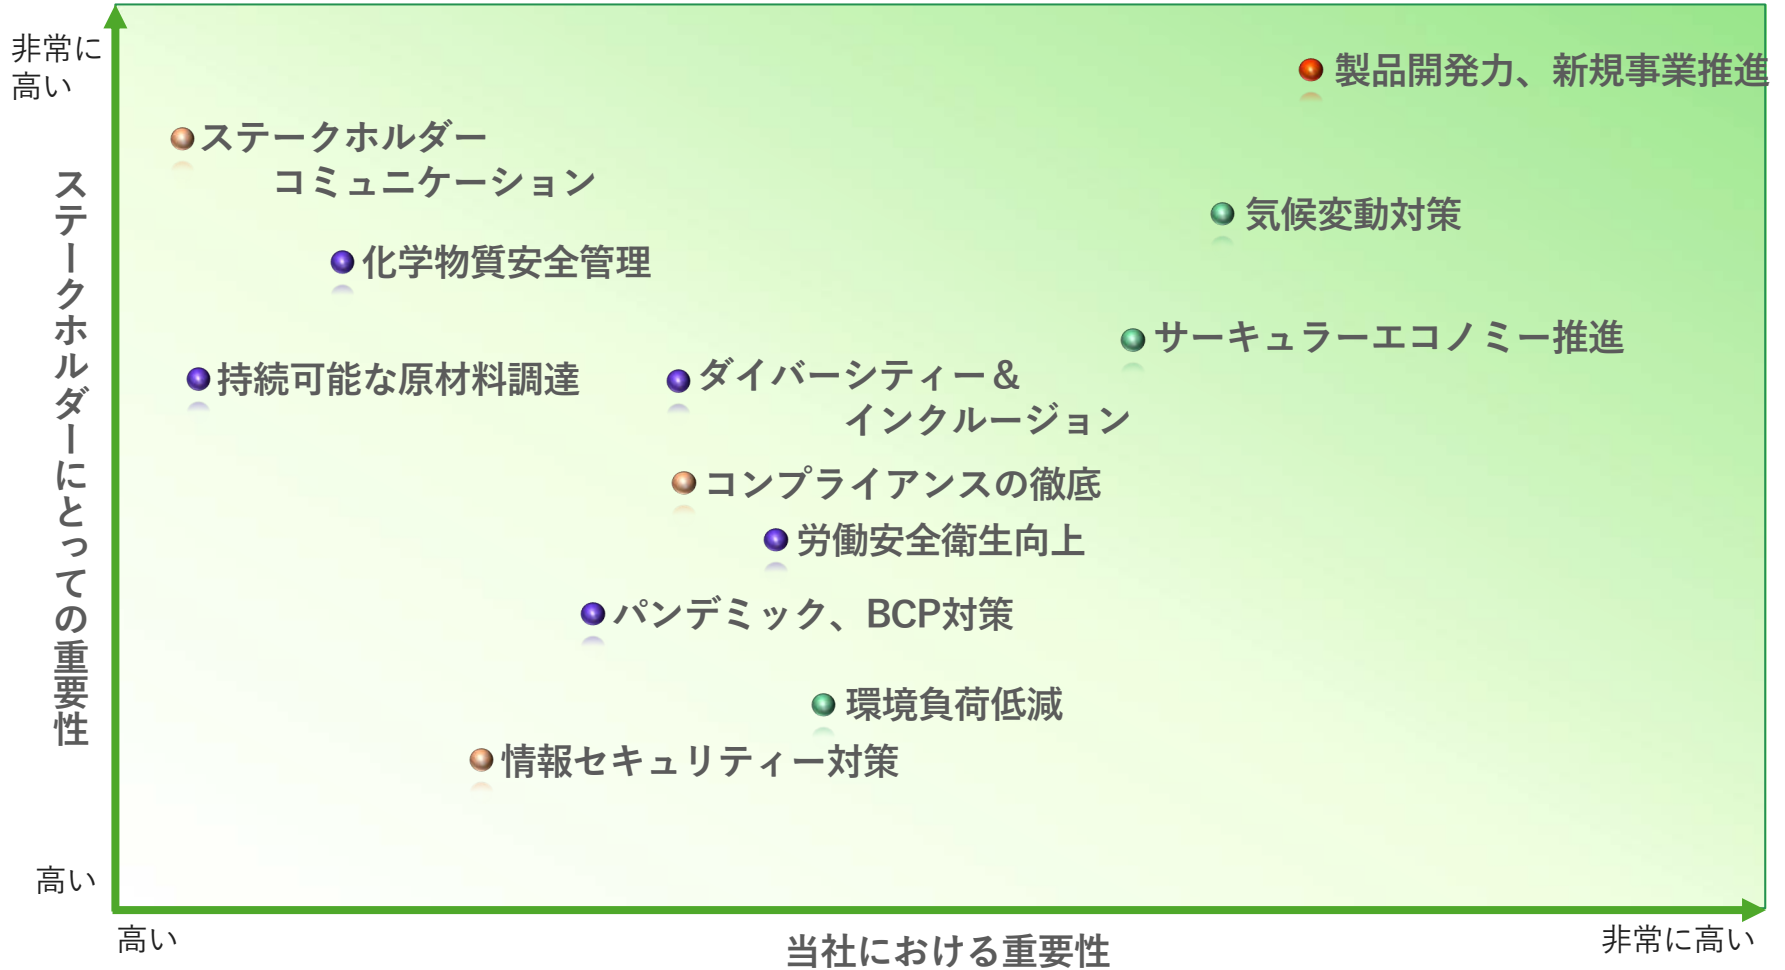 非常に
高い
製品開発力、新規事業推進
ステークホルダー
コミュニケーション
気候変動対策
化学物質安全管理
サーキュラーエコノミー推進
持続可能な原材料調達
ダイバーシティー＆
インクルージョン
コンプライアンスの徹底
労働安全衛生向上
パンデミック、BCP対策
環境負荷低減
情報セキュリティー対策
ステークホルダーにとっての重要性
高い
高い
当社における重要性
非常に高い